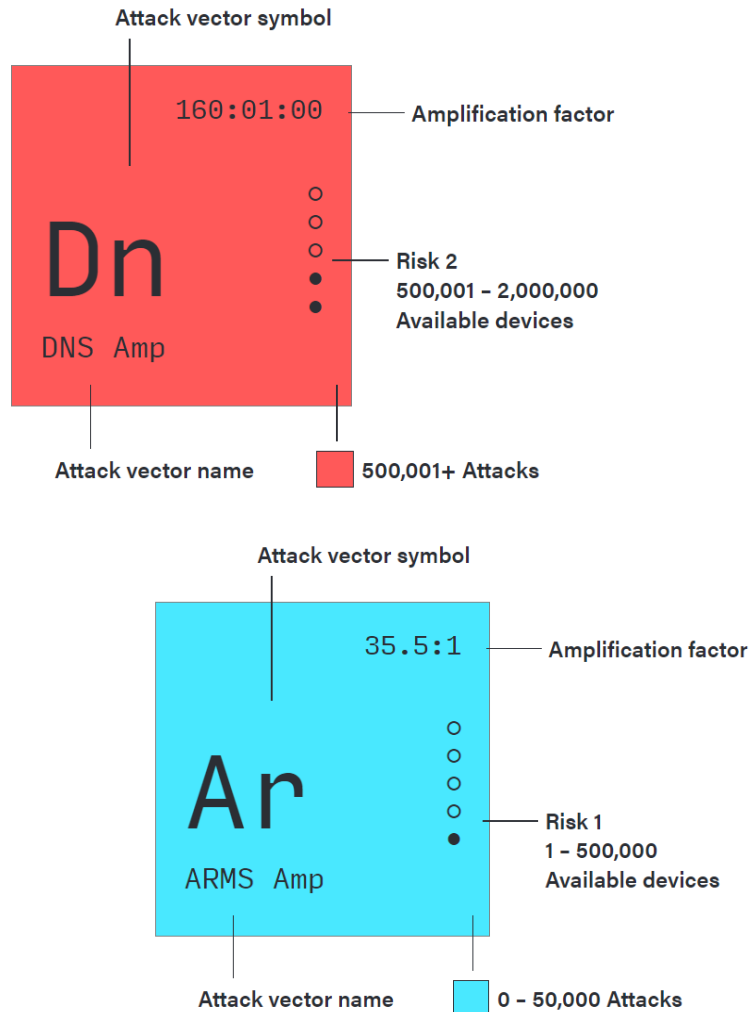 Attack vector symbol
160:01:00
Amplification factor
Dn
Risk 2
500,001 – 2,000,000
Available devices
DNS Amp
Attack vector name
500,001+ Attacks
Attack vector symbol
35.5:1
Amplification factor
Ar
Risk 1
1 – 500,000
Available devices
ARMS Amp
Attack vector name
0 – 50,000 Attacks